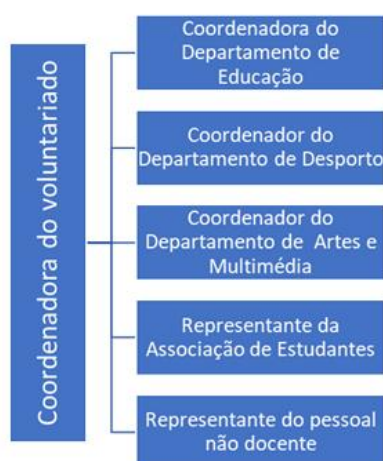 Coordenadora do voluntariado
Coordenadora do
Departamento de
Educação
Coordenador do
Departamento de Desporto
Coordenador do
Departamento de Artes e
Multimédia
Representante da
Associação de Estudantes
Representante do pessoal
não docente